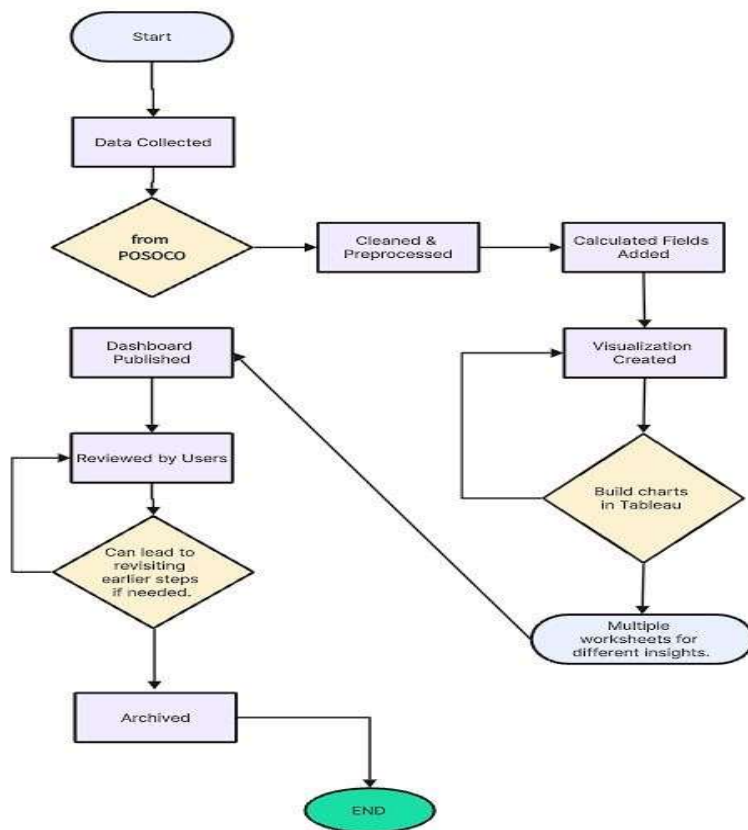 Start
Data Collected
from
POSOCO
Cleaned &
Preprocessed
Calculated Fields
Added
Visualization
Created
Build charts
in Tableau
Multiple
worksheets for
different insights.
Dashboard
Published
Reviewed by Users
Can lead to
revisiting
earlier steps
if needed.
Archived
END